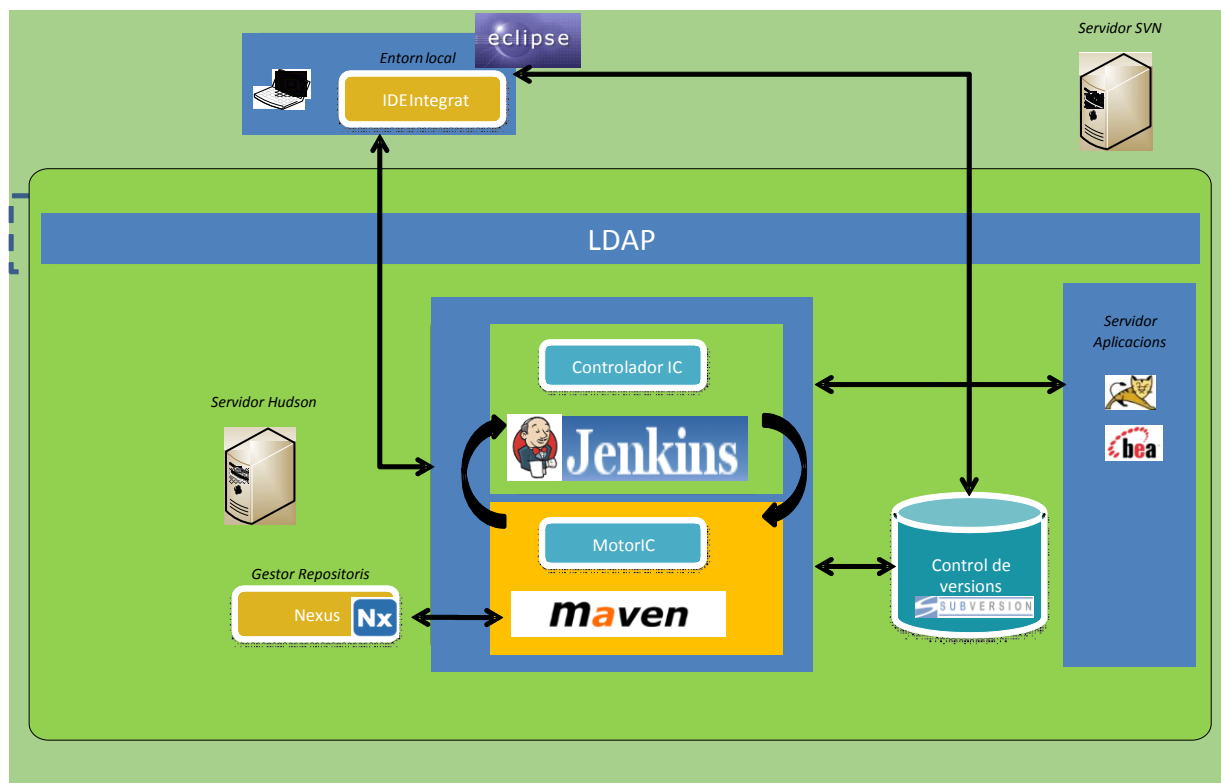 eclipse
Servidor SVN
Entorn local
IDEIntegrat
LDAP
Servidor
Aplicacions
Controlador IC
Servidor Hudson
Jenkins
bea
MotorIC
Control de
versions
SUBVERSION
Gestor Repositoris
Nexus
Nx
maven